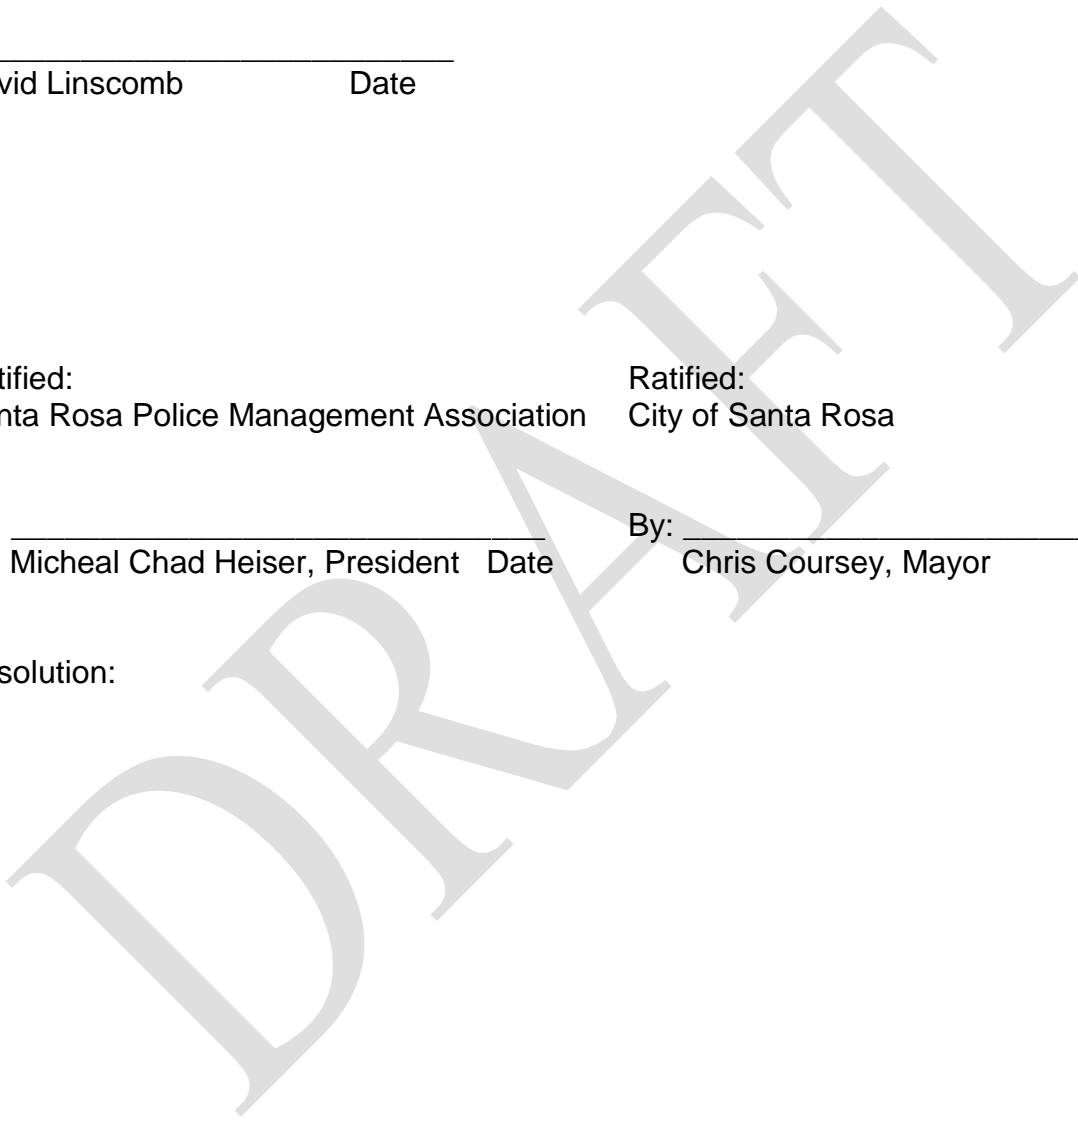 vid Linscomb Date
tified: Ratified:
nta Rosa Police Management Association City of Santa Rosa
By:
Micheal Chad Heiser, President Date Chris Coursey, Mayor
solution:
DRAFT